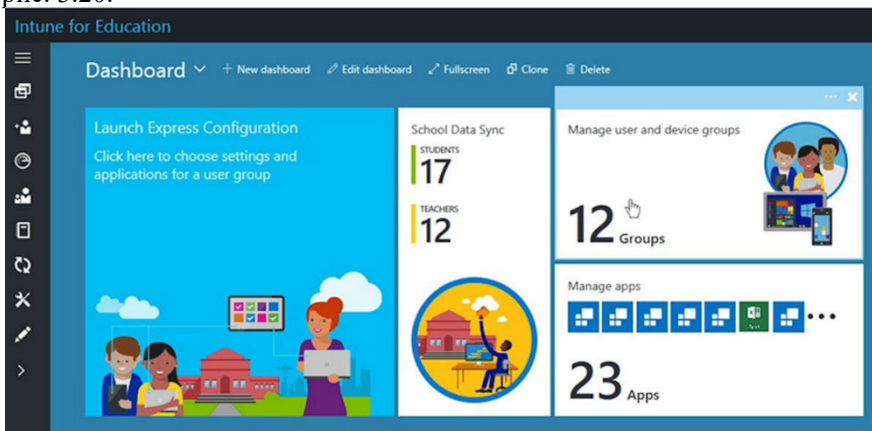 Intune for Education
Dashboard
New dashboard
Edit dashboard
Fullscreen
Clone
Delete
Launch Express Configuration
Click here to choose settings and
applications for a user group
School Data Sync
STUDENTS
17
TEACHERS
12
Manage user and device groups
12 Groups
Manage apps
23 Apps